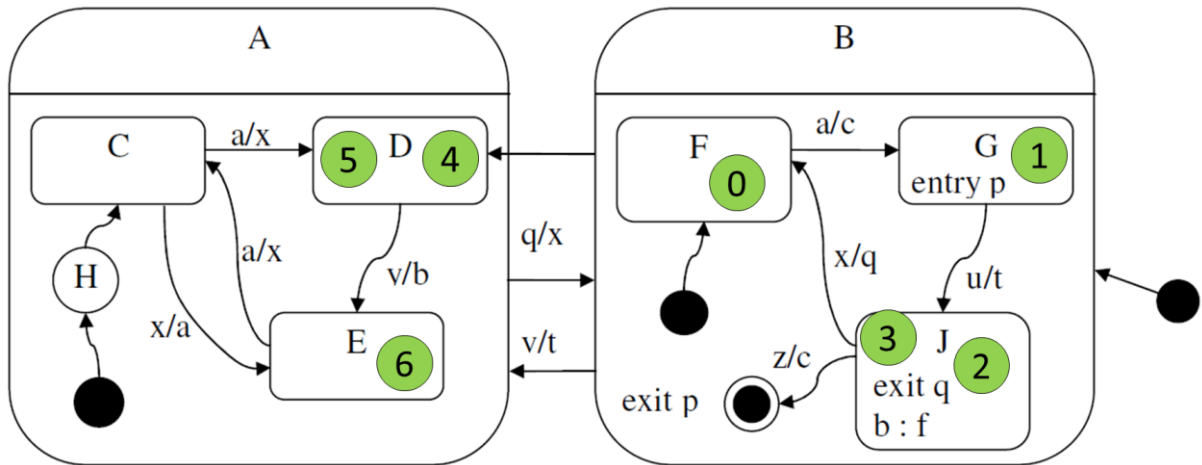 A
B
C
a/x
5
D
4
F
0
a/c
G
1
entry p
H
a/x
v/b
q/x
x/q
u/t
x/a
E
6
v/t
z/c
3
J
2
exit p
exit q
b : f